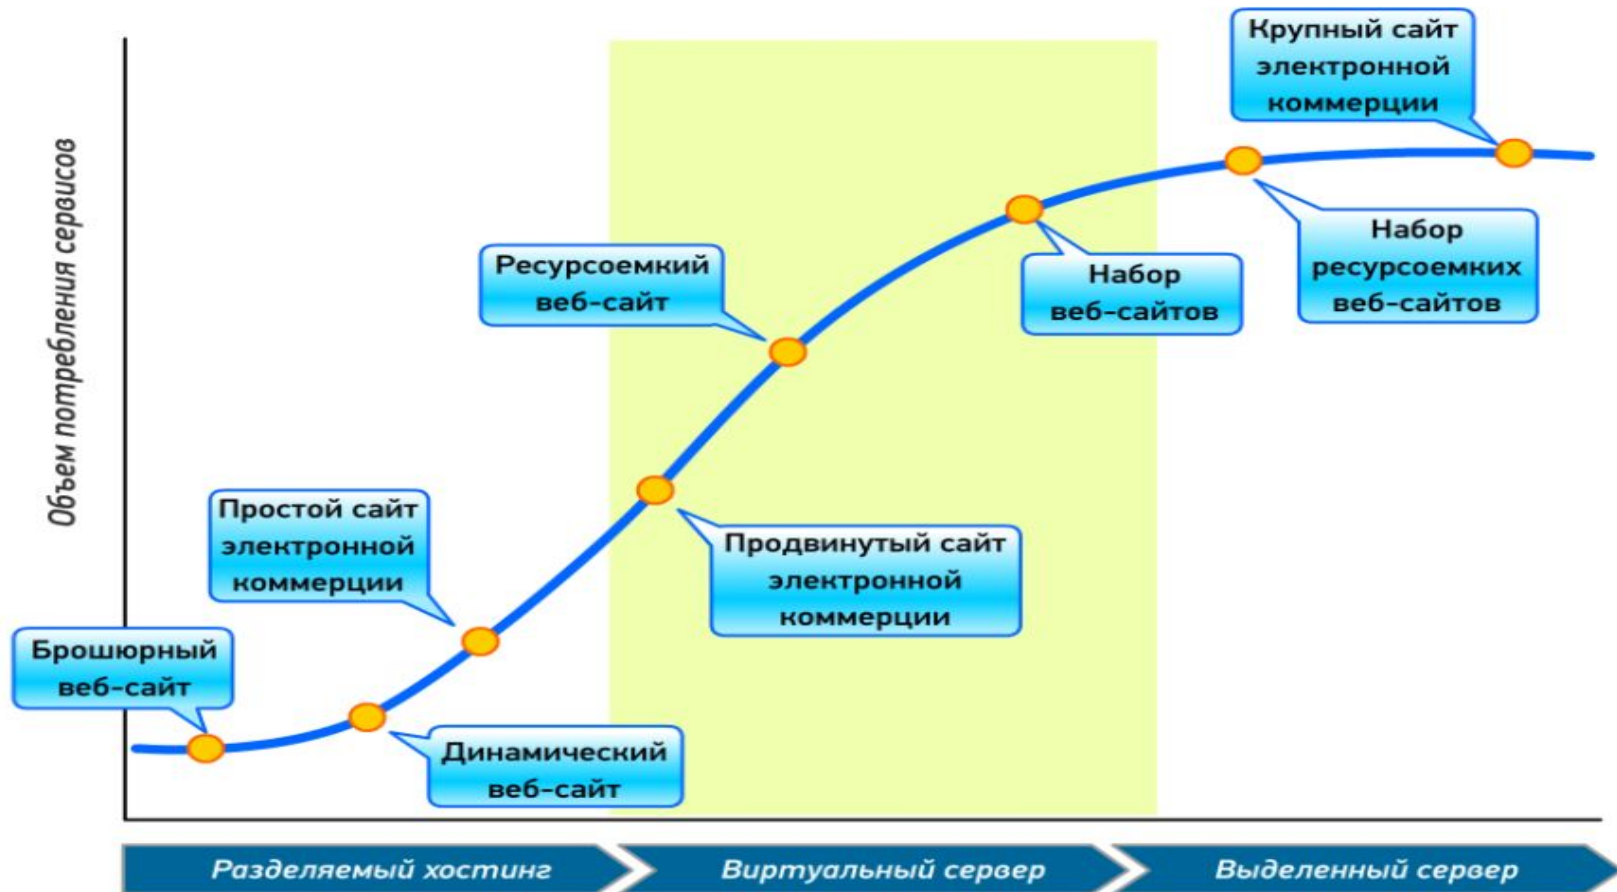 Объем потребления сервисов
Крупный сайт
электронной
коммерции
Набор
ресурсоемких
веб-сайтов
Ресурсоемкий
веб-сайт
Набор
веб-сайтов
Простой сайт
электронной
коммерции
Продвинутый сайт
электронной
коммерции
Брошюрный
веб-сайт
Динамический
веб-сайт
Разделяемый хостинг
Виртуальный сервер
Выделенный сервер